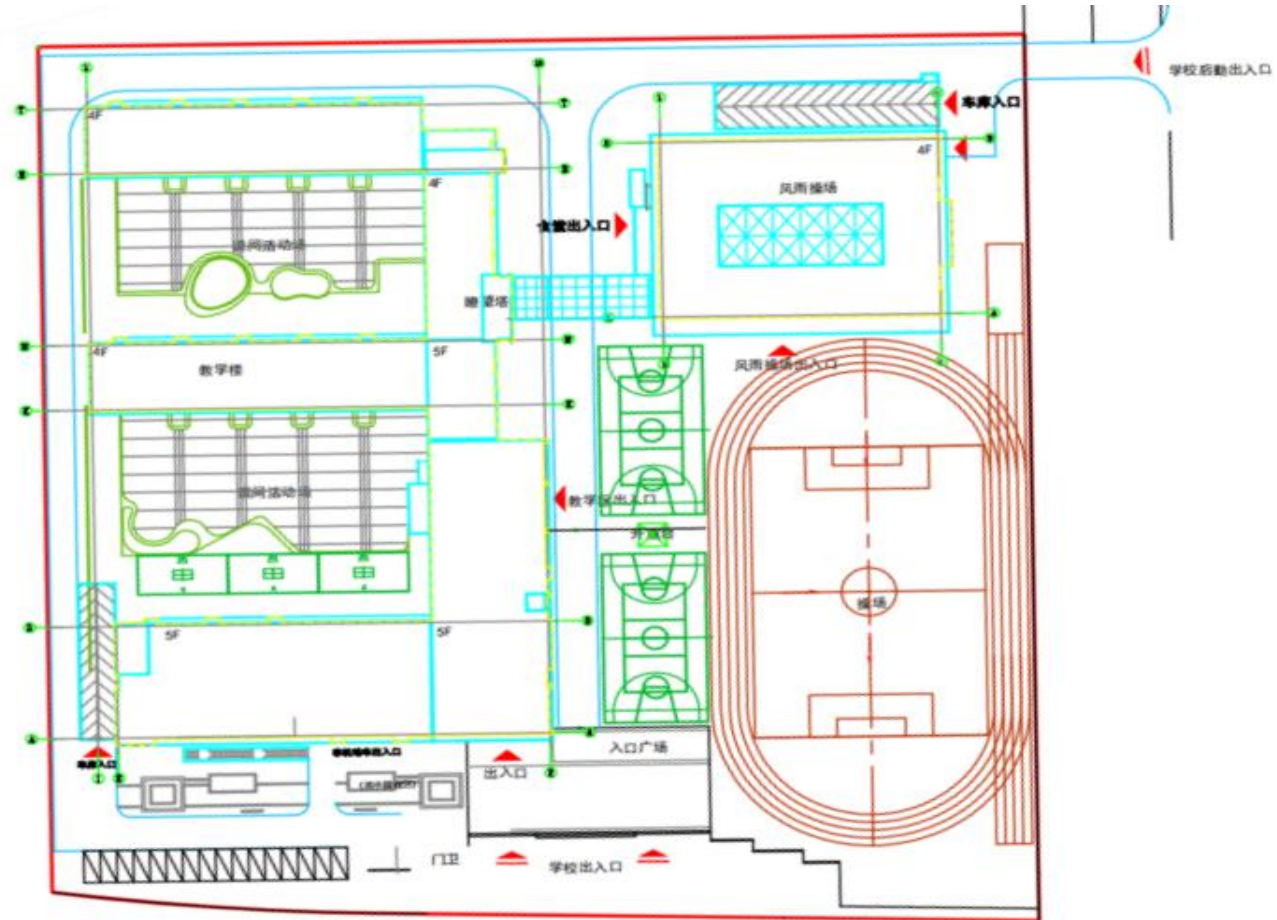 学校后勤出入口
车库入口
4F
4F
风雨操场
4F
食堂出入口
课间活动场
瞭望塔
4F
5F
教学楼
风雨操场出入口
课间活动场
教学区出入口
升旗台
操场
5F
5F
入口广场
车库入口
出入口
门卫
学校出入口